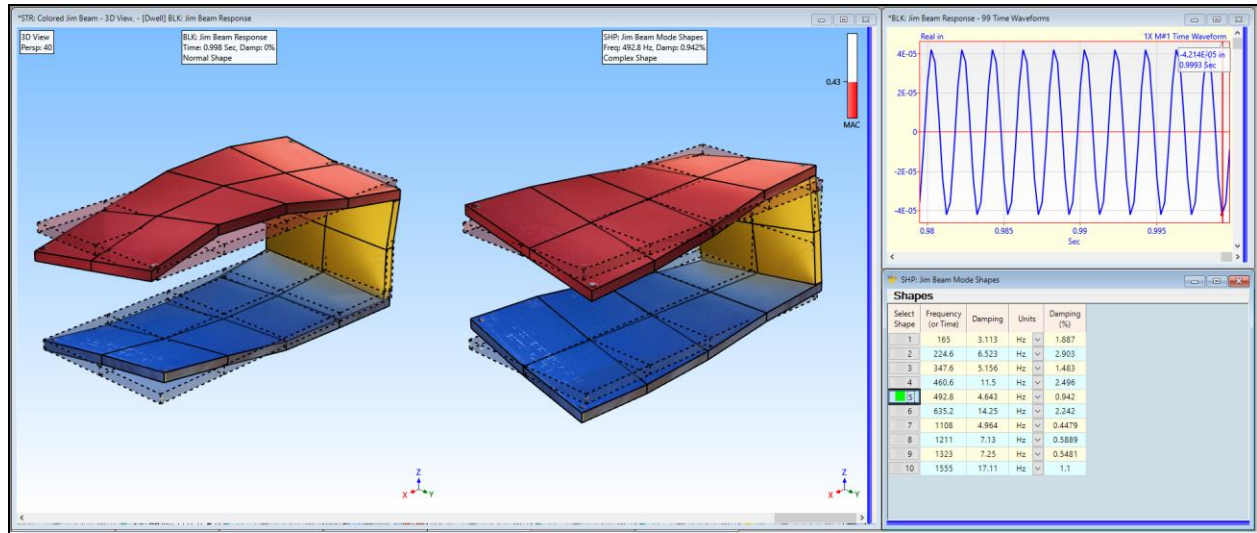 *STR: Colored Jim Beam - 3D View, - [Dwell] BLK: Jim Beam Response
3D View
Persp: 40
BLK: Jim Beam Response
Time: 0.998 Sec, Damp: 0%
Normal Shape
SHP: Jim Beam Mode Shapes
Freq: 492.8 Hz, Damp: 0.942%
Complex Shape
0.43
MAC
Z
X
Y
Z
X
Y
*BLK: Jim Beam Response - 99 Time Waveforms
Real in
1X M#1 Time Waveform
-4.214E-05 in
0.9993 Sec
4E-05
2E-05
0
-2E-05
-4E-05
0.98 0.985 0.99 0.995
Sec
SHP: Jim Beam Mode Shapes
Shapes
Select Shape Frequency (or Time) Damping Units Damping (%)
1 165 3.113 Hz 1.887
2 224.6 6.523 Hz 2.903
3 347.6 5.156 Hz 1.483
4 460.6 11.5 Hz 2.496
5 492.8 4.643 Hz 0.942
6 635.2 14.25 Hz 2.242
7 1108 4.964 Hz 0.4479
8 1211 7.13 Hz 0.5889
9 1323 7.25 Hz 0.5481
10 1555 17.11 Hz 1.1